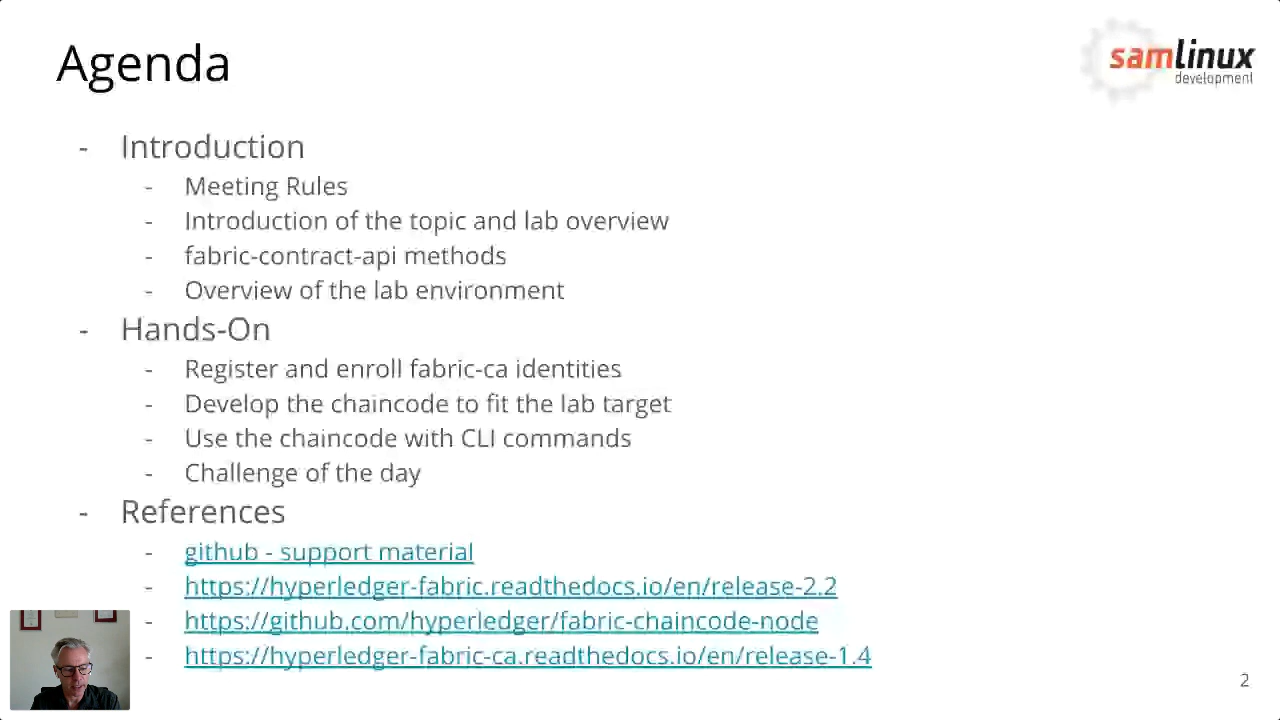 Agenda
samlinux
development
- Introduction
- Meeting Rules
- Introduction of the topic and lab overview
- fabric-contract-api methods
- Overview of the lab environment
- Hands-On
- Register and enroll fabric-ca identities
- Develop the chaincode to fit the lab target
- Use the chaincode with CLI commands
- Challenge of the day
- References
- github - support material
- https://hyperledger-fabric.readthedocs.io/en/release-2.2
- https://github.com/hyperledger/fabric-chaincode-node
- https://hyperledger-fabric-ca.readthedocs.io/en/release-1.4
2